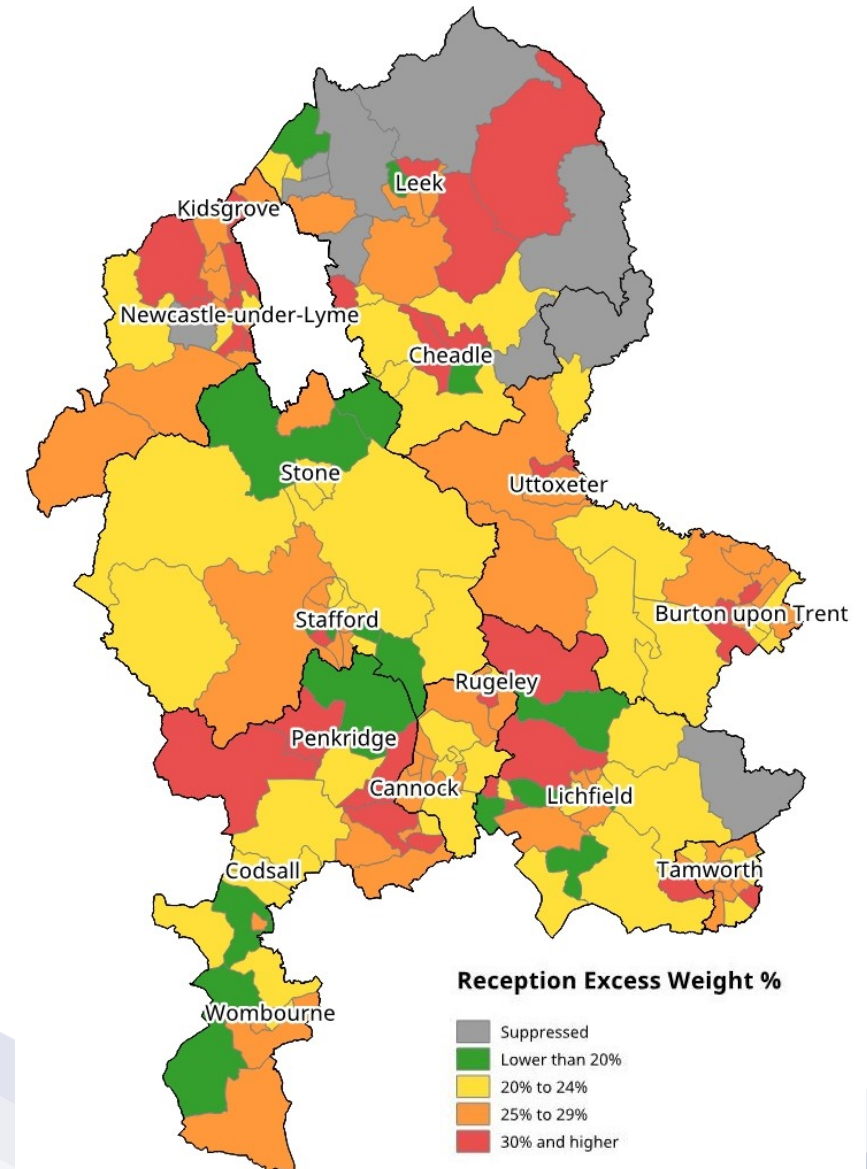 Leek
Kidsgrove
Newcastle-under-Lyme
Cheadle
Stone
Uttoxeter
Stafford
Burton upon Trent
Rugeley
Penkridge
Cannock
Lichfield
Codsall
Tamworth
Wombourne
Reception Excess Weight %
Suppressed
Lower than 20%
20% to 24%
25% to 29%
30% and higher